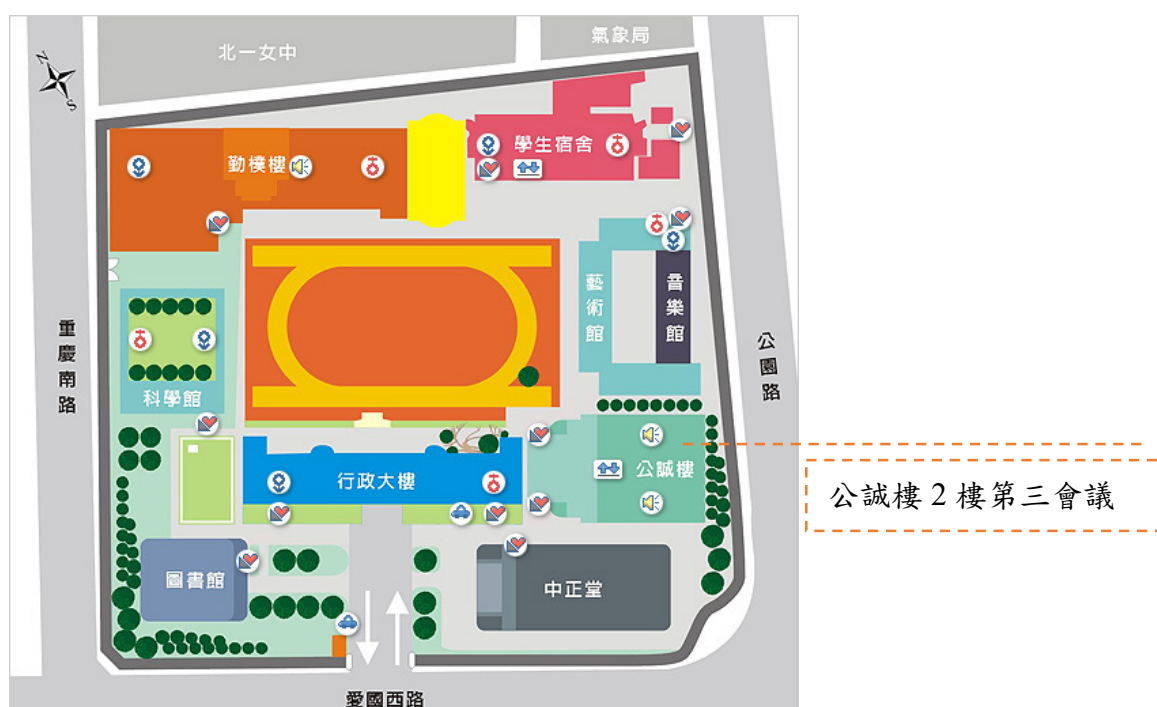 北一女中
氣象局
N
S
學生宿舍
勤樸樓
藝術館
音樂館
重慶南路
公園路
科學館
公誠樓
行政大樓
公誠樓 2 樓第三會議
圖書館
中正堂
愛國西路